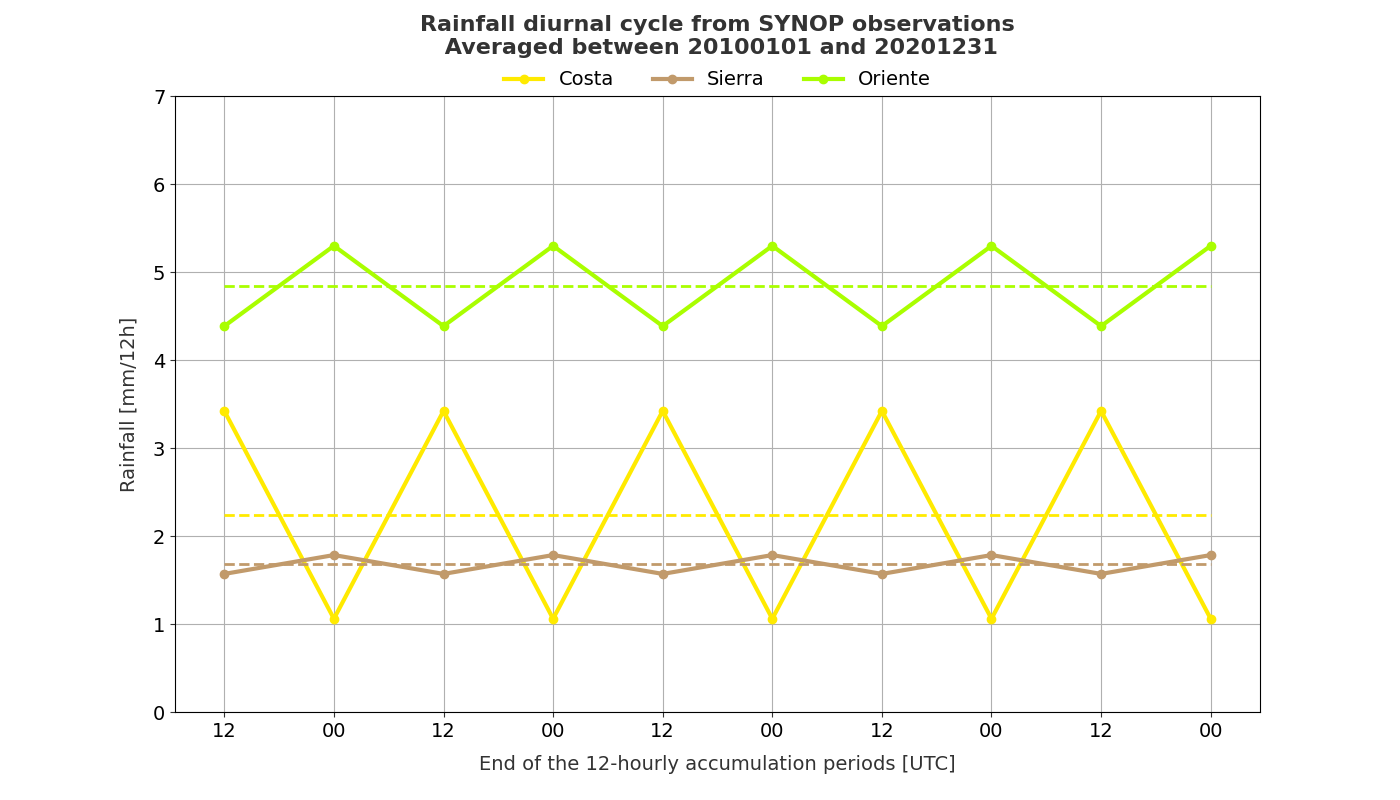 Rainfall diurnal cycle from SYNOP observations
Averaged between 20100101 and 20201231
Costa Sierra Oriente
7
6
5
4
3
2
1
0
Rainfall [mm/12h]
12 00 12 00 12 00 12 00 12 00
End of the 12-hourly accumulation periods [UTC]